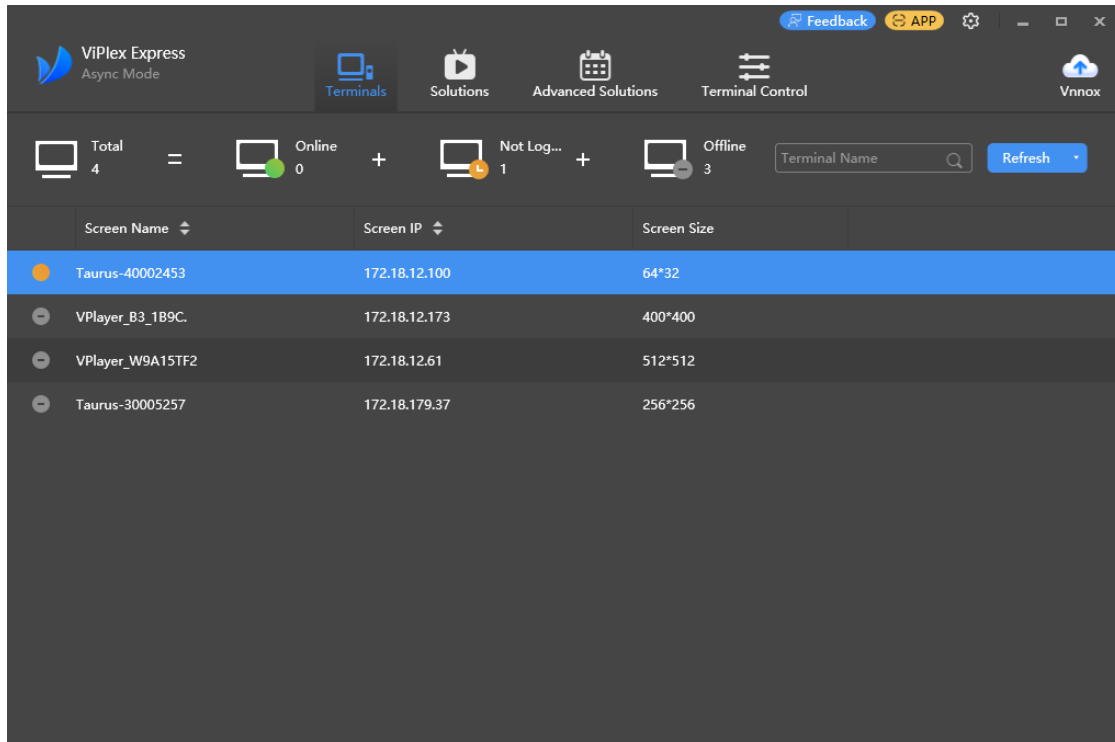 Feedback APP
ViPlex Express
Async Mode
Terminals Solutions Advanced Solutions Terminal Control Vnnox
Total Online Not Log... Offline
4 = 0 + 1 + 3
Terminal Name Refresh
Screen Name Screen IP Screen Size
Taurus-40002453 172.18.12.100 64*32
VPlayer_B3_1B9C. 172.18.12.173 400*400
VPlayer_W9A15TF2 172.18.12.61 512*512
Taurus-30005257 172.18.179.37 256*256